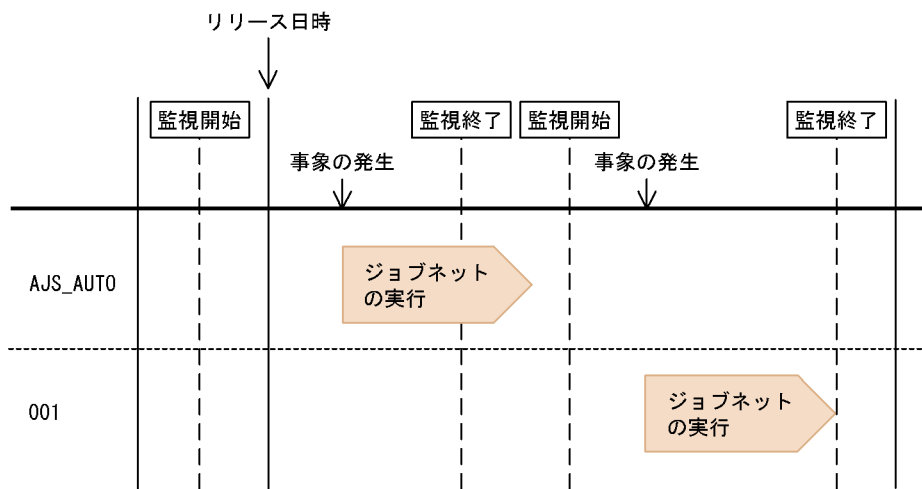 リリース日時
監視開始
監視終了
監視開始
監視終了
事象の発生
事象の発生
AJS_AUTO
ジョブネット
の実行
001
ジョブネット
の実行